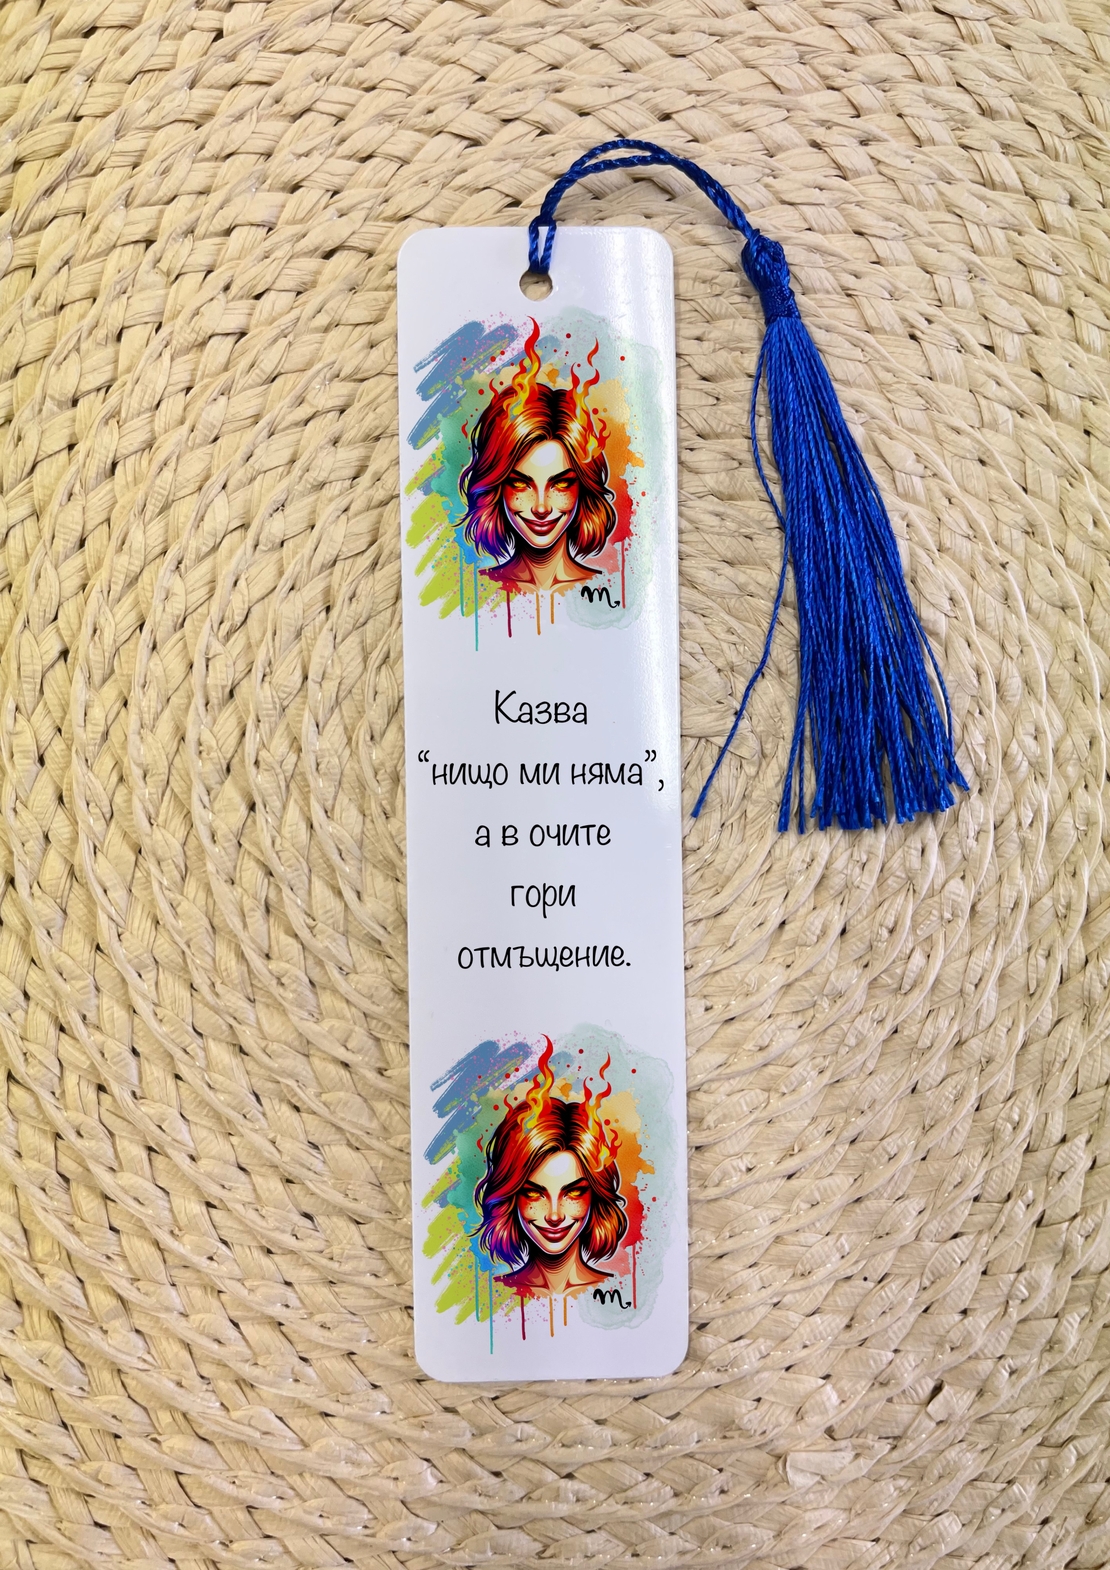 Казва
“нищо ми няма”,
а в очите
гори
отмъщение.